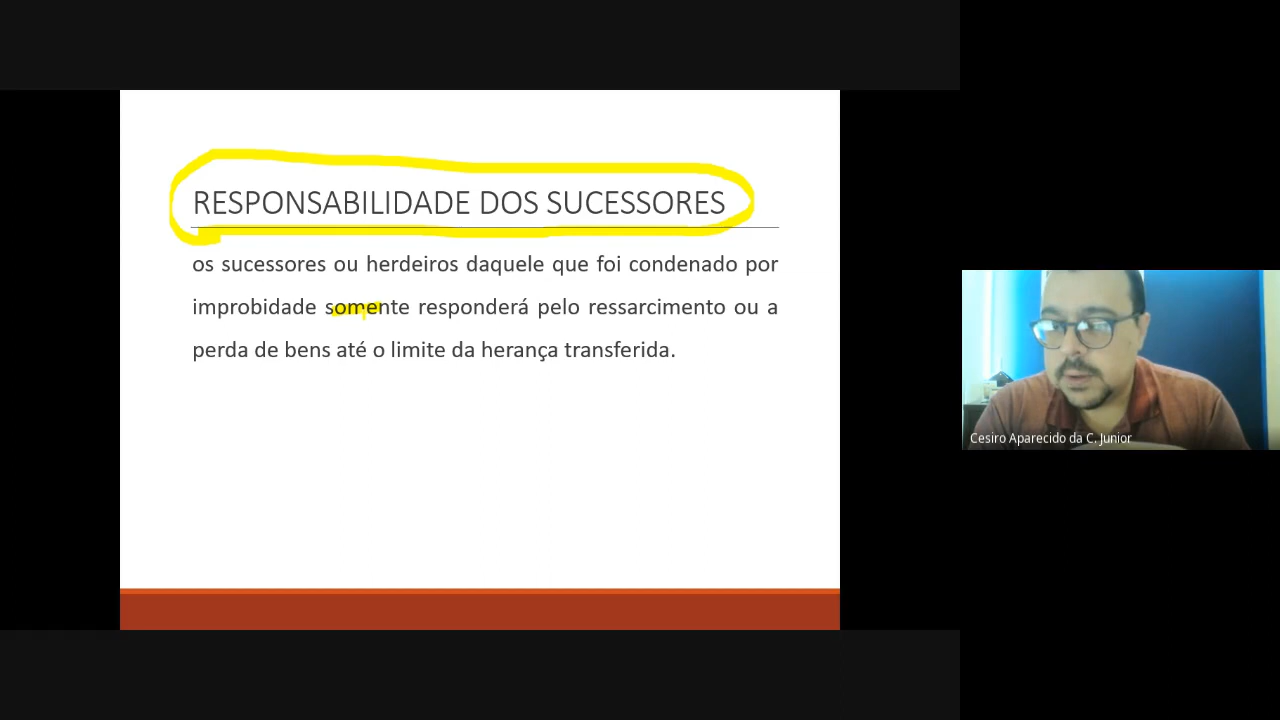 RESPONSABILIDADE DOS SUCESSORES
os sucessores ou herdeiros daquele que foi condenado por
improbidade somente responderá pelo ressarcimento ou a
perda de bens até o limite da herança transferida.
Cesiro Aparecido da C. Junior